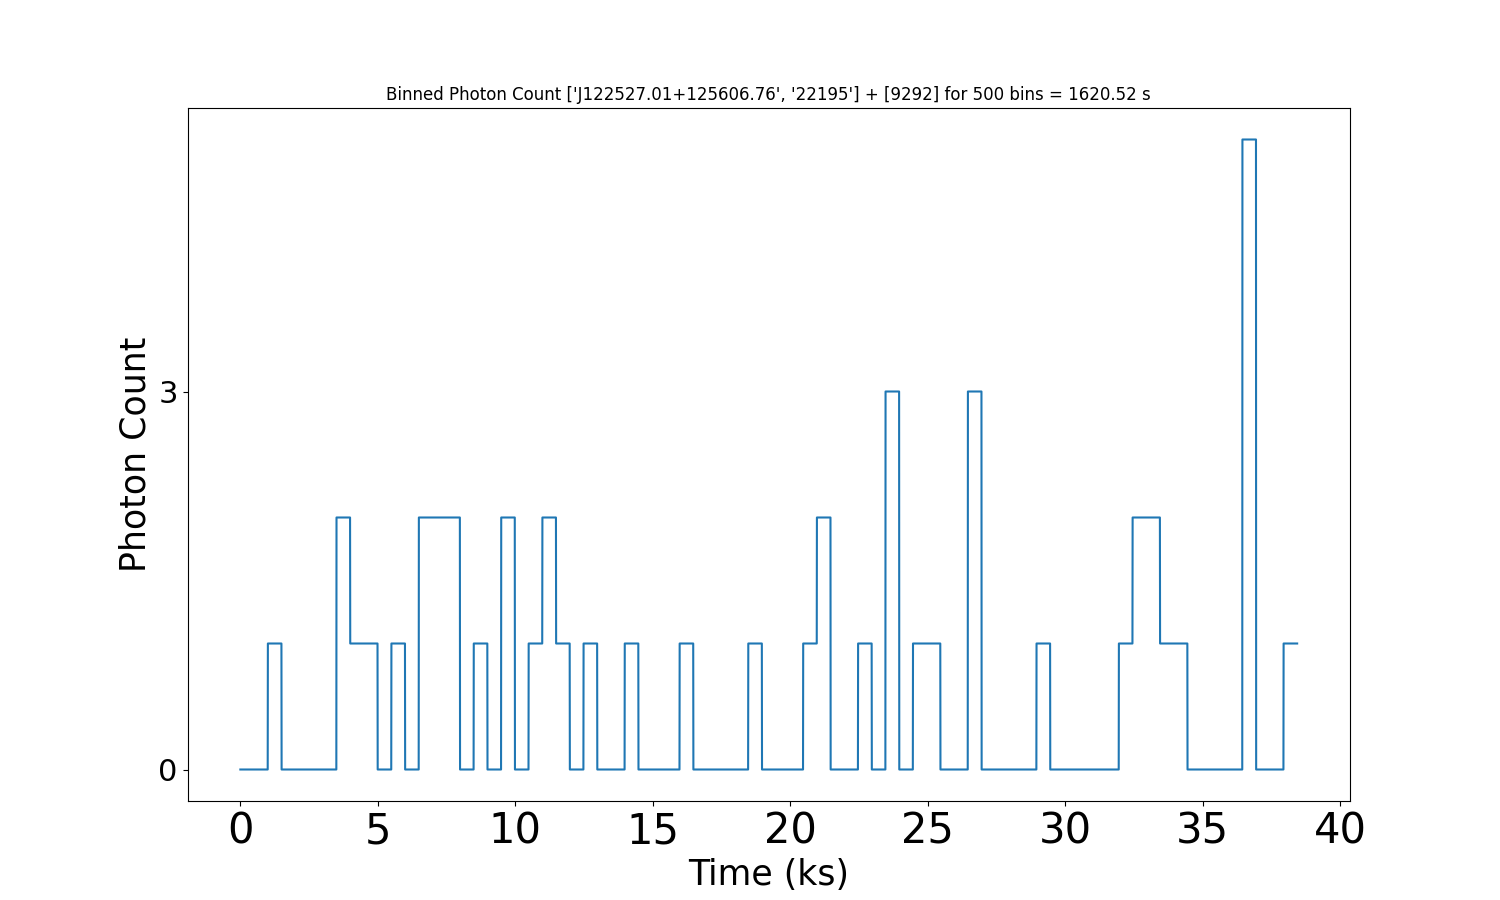 Binned Photon Count ['J122527.01+125606.76', '22195'] + [9292] for 500 bins = 1620.52 s
Photon Count
3
0
0 5 10 15 20 25 30 35 40
Time (ks)